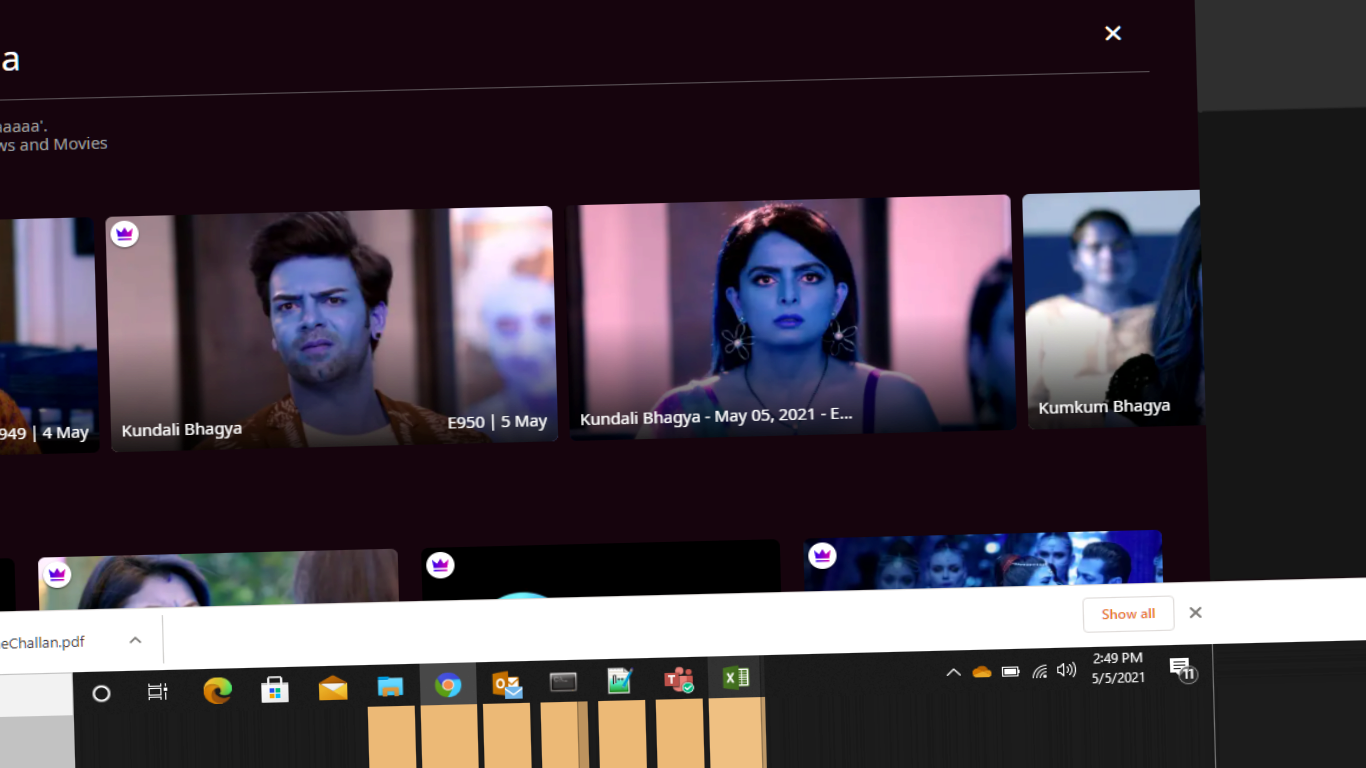 a
aaaa'.
ws and Movies
949 | 4 May
Kundali Bhagya
E950 | 5 May
Kundali Bhagya - May 05, 2021 - E...
Kumkum Bhagya
eChallan.pdf
Show all
2:49 PM
5/5/2021
11